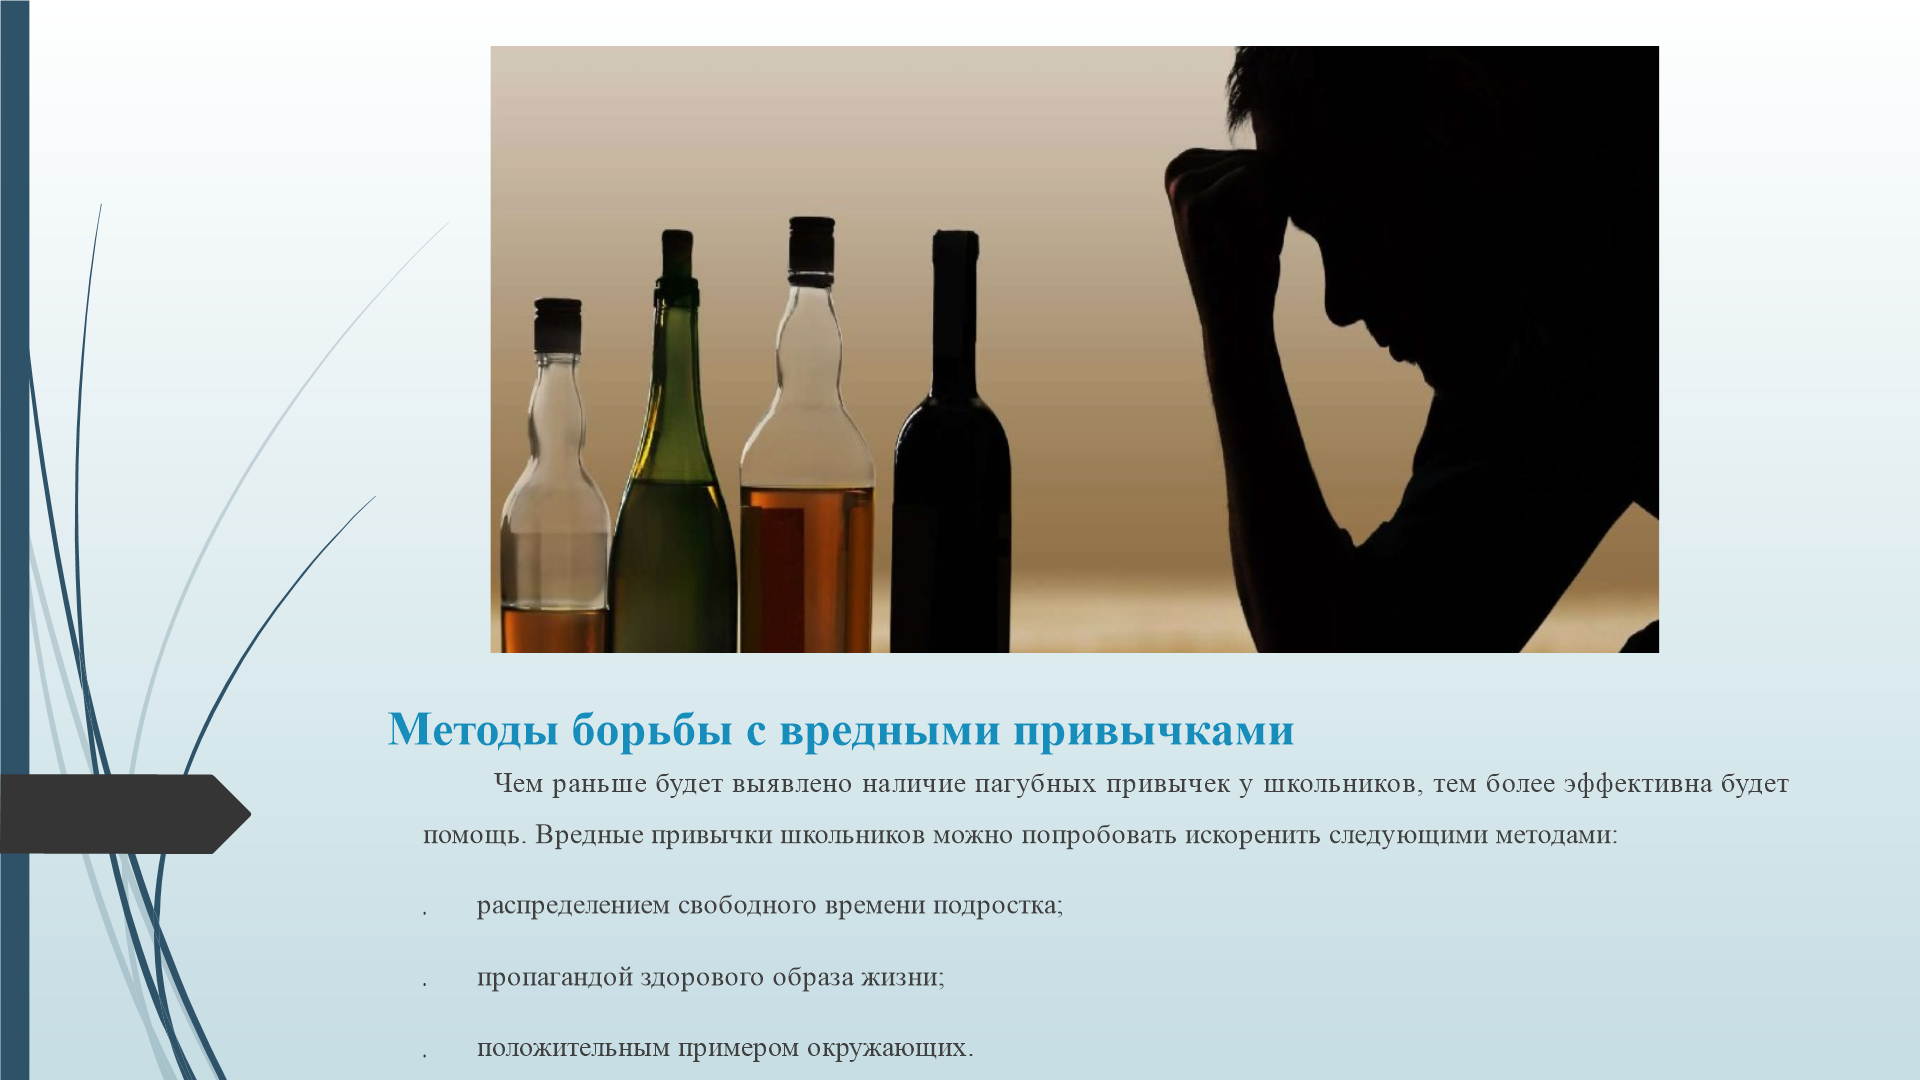 Методы борьбы с вредными привычками
Чем раньше будет выявлено наличие пагубных привычек у школьников, тем более эффективна будет
помощь. Вредные привычки школьников можно попробовать искоренить следующими методами:
. распределением свободного времени подростка;
. пропагандой здорового образа жизни;
. положительным примером окружающих.